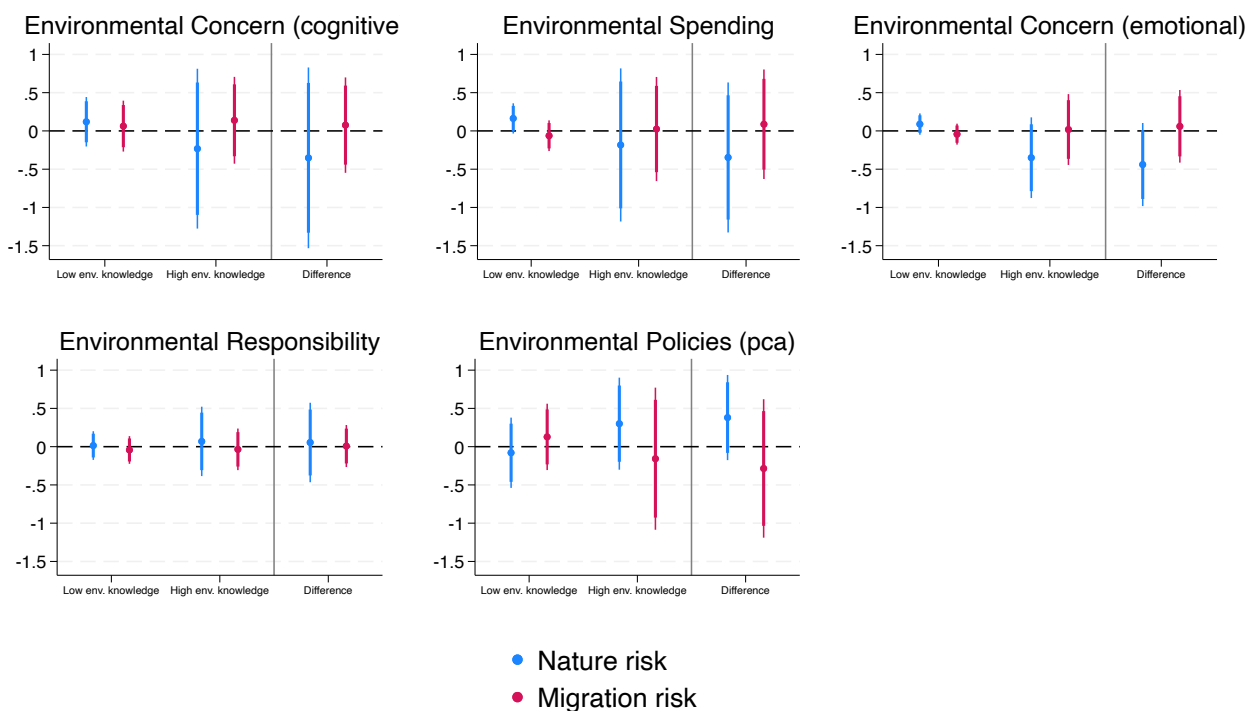 Environmental Concern (cognitive
1
.5
0
-.5
-1
-1.5
Low env. knowledge High env. knowledge Difference
Environmental Spending
1
.5
0
-.5
-1
-1.5
Low env. knowledge High env. knowledge Difference
Environmental Concern (emotional)
1
.5
0
-.5
-1
-1.5
Low env. knowledge High env. knowledge Difference
Environmental Responsibility
1
.5
0
-.5
-1
-1.5
Low env. knowledge High env. knowledge Difference
Environmental Policies (pca)
1
.5
0
-.5
-1
-1.5
Low env. knowledge High env. knowledge Difference
Nature risk
Migration risk